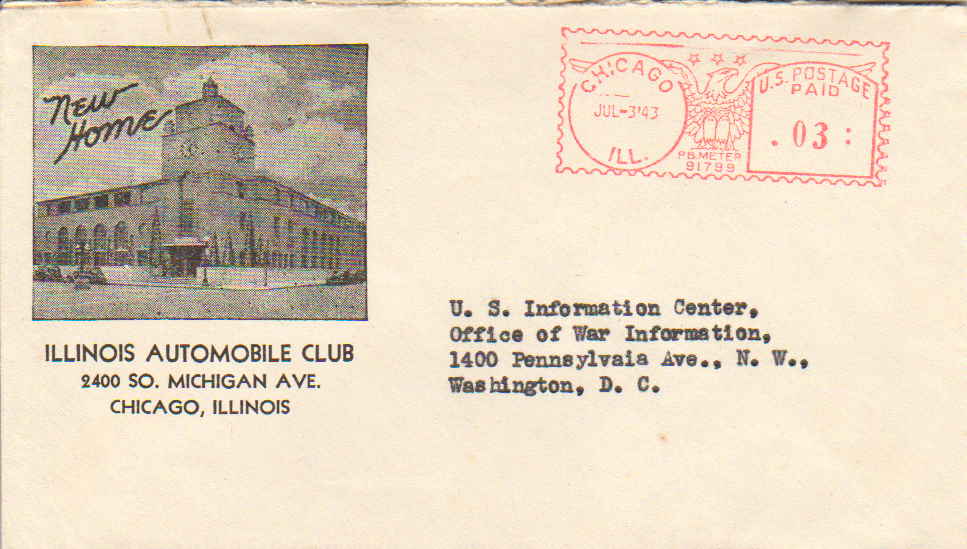 New
Home
ILLINOIS AUTOMOBILE CLUB
2400 SO. MICHIGAN AVE.
CHICAGO, ILLINOIS
CHICAGO
JUL-3'43
ILL.
P.B. METER
91799
U.S. POSTAGE
PAID
. 03 :
U. S. Information Center,
Office of War Information,
1400 Pennsylvaia Ave., N. W.,
Washington, D. C.